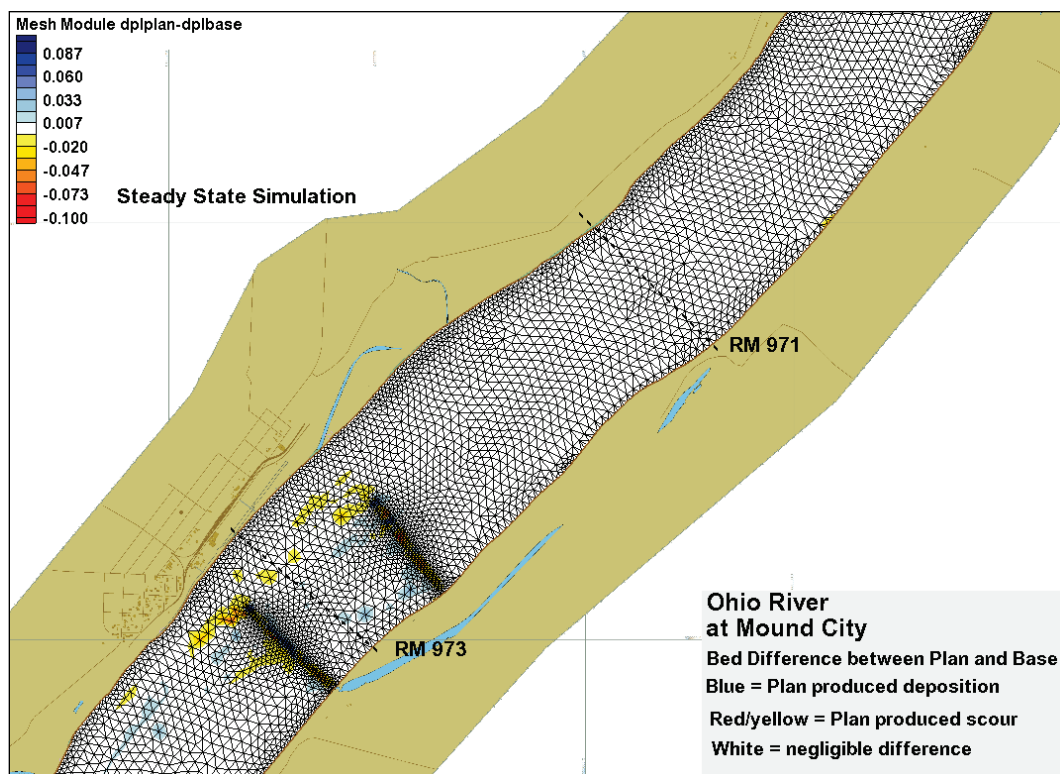 Mesh Module dplplan-dplbase
0.087
0.060
0.033
0.007
-0.020
-0.047
-0.073
-0.100
Steady State Simulation
RM 971
RM 973
Ohio River
at Mound City
Bed Difference between Plan and Base
Blue = Plan produced deposition
Red/yellow = Plan produced scour
White = negligible difference